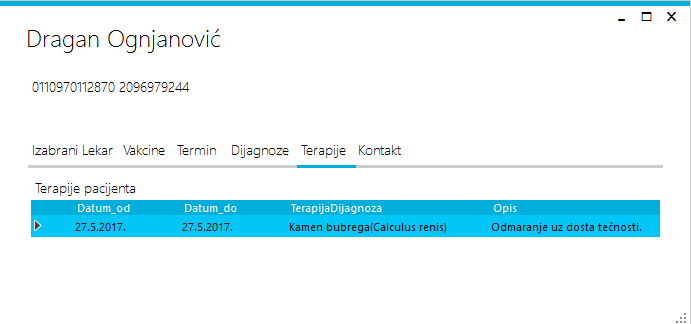 Dragan Ognjanović
0110970112870 2096979244
Izabrani Lekar Vakcine Termin Dijagnoze Terapije Kontakt
Terapije pacijenta
Datum_od Datum_do TerapijaDijagnoza Opis
27.5.2017. 27.5.2017. Kamen bubrega(Calculus renis) Odmaranje uz dosta tečnosti.